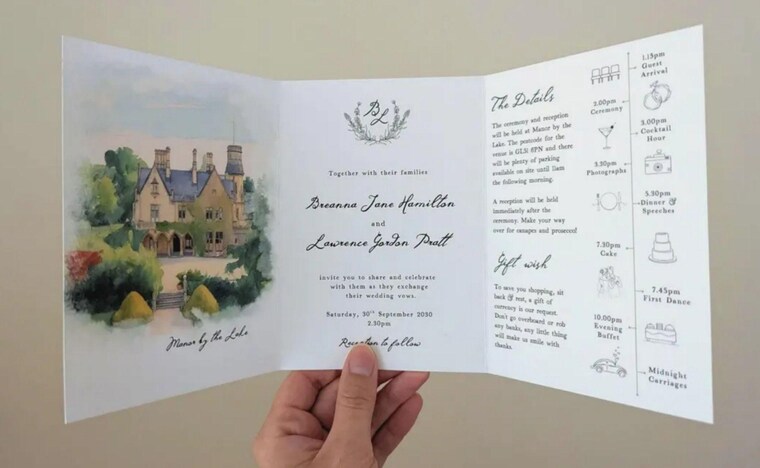 Manor by the Lake
B
L
Together with their families
Breanna Jane Hamilton
and
Lawrence Gordon Pratt
invite you to share and celebrate
with them as they exchange
their wedding vows.
Saturday, 30th September 2030
2.30pm
Reception to follow
The Details
The ceremony and reception
will be held at Manor by the
Lake. The postcode for the
venue is GL51 6PN and there
will be plenty of parking
available on site until 11am
the following morning.
A reception will be held
immediately after the
ceremony. Make your way
over for canapes and prosecco!
Gift wish
To save you shopping, sit
back & rest, a gift of
currency is our request.
Don't go overboard or rob
any banks, any little thing
will make us smile with
thanks.
1.15pm
Guest
Arrival
2.00pm
Ceremony
3.00pm
Cocktail
Hour
3.30pm
Photographs
5.30pm
Dinner &
Speeches
7.30pm
Cake
7.45pm
First Dance
10.00pm
Evening
Buffet
Midnight
Carriages